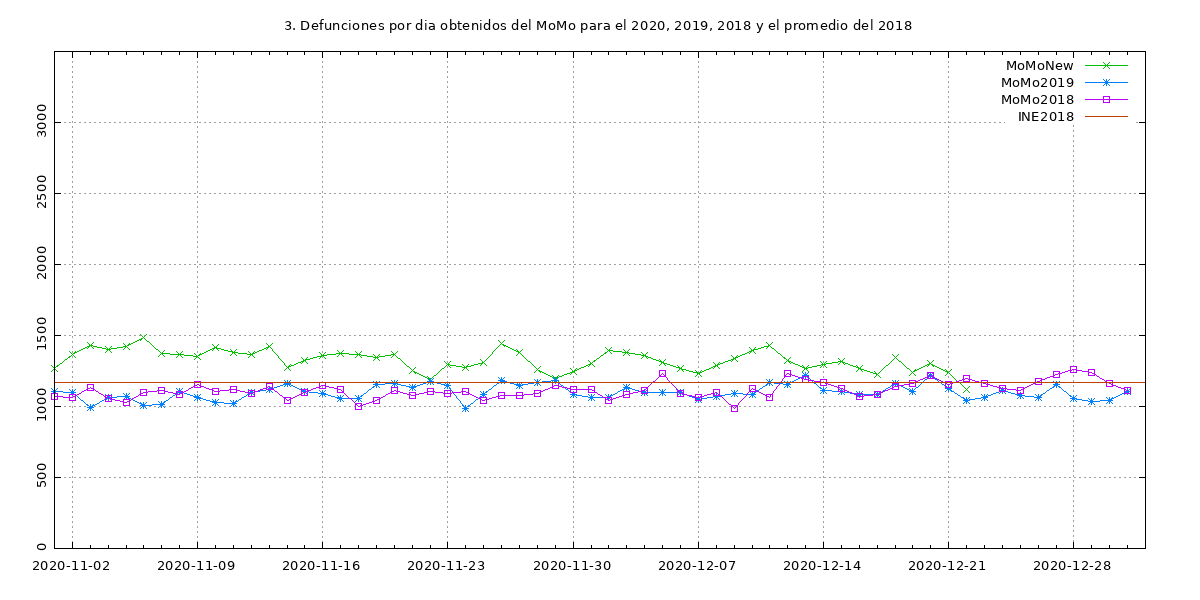 3. Defunciones por dia obtenidos del MoMo para el 2020, 2019, 2018 y el promedio del 2018
MoMoNew
MoMo2019
MoMo2018
INE2018
3000
2500
2000
1500
1000
500
0
2020-11-02 2020-11-09 2020-11-16 2020-11-23 2020-11-30 2020-12-07 2020-12-14 2020-12-21 2020-12-28